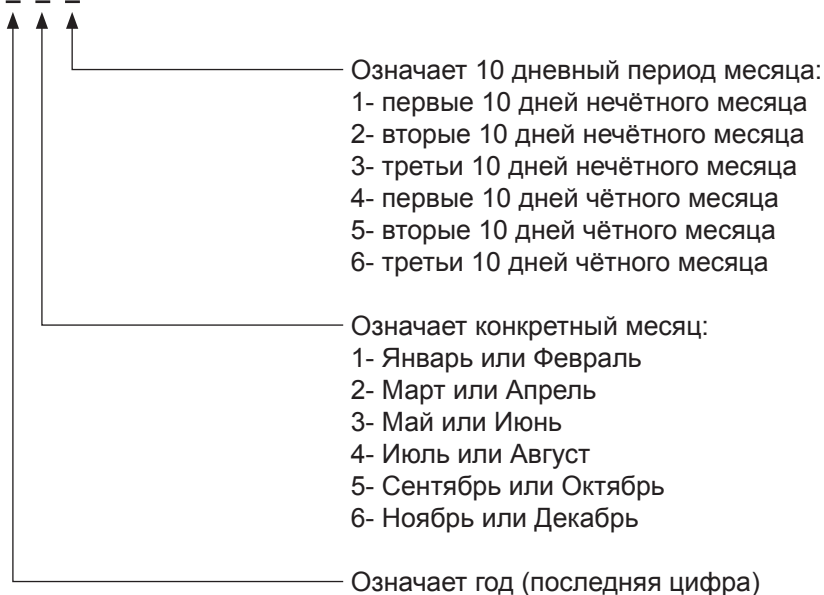 Означает 10 дневный период месяца:
1- первые 10 дней нечётного месяца
2- вторые 10 дней нечётного месяца
3- третьи 10 дней нечётного месяца
4- первые 10 дней чётного месяца
5- вторые 10 дней чётного месяца
6- третьи 10 дней чётного месяца
Означает конкретный месяц:
1- Январь или Февраль
2- Март или Апрель
3- Май или Июнь
4- Июль или Август
5- Сентябрь или Октябрь
6- Ноябрь или Декабрь
Означает год (последняя цифра)